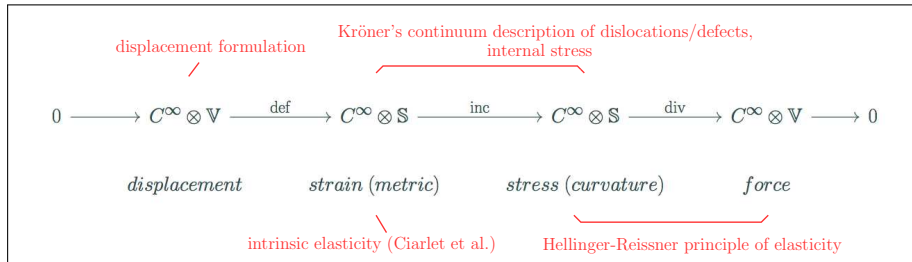 Kröner's continuum description of dislocations/defects,
displacement formulation
internal stress
0 → C^∞ ⊗ 𝕍 def → C^∞ ⊗ 𝕊 inc → C^∞ ⊗ 𝕊 div → C^∞ ⊗ 𝕍 → 0
displacement strain (metric) stress (curvature) force
intrinsic elasticity (Ciarlet et al.) Hellinger-Reissner principle of elasticity